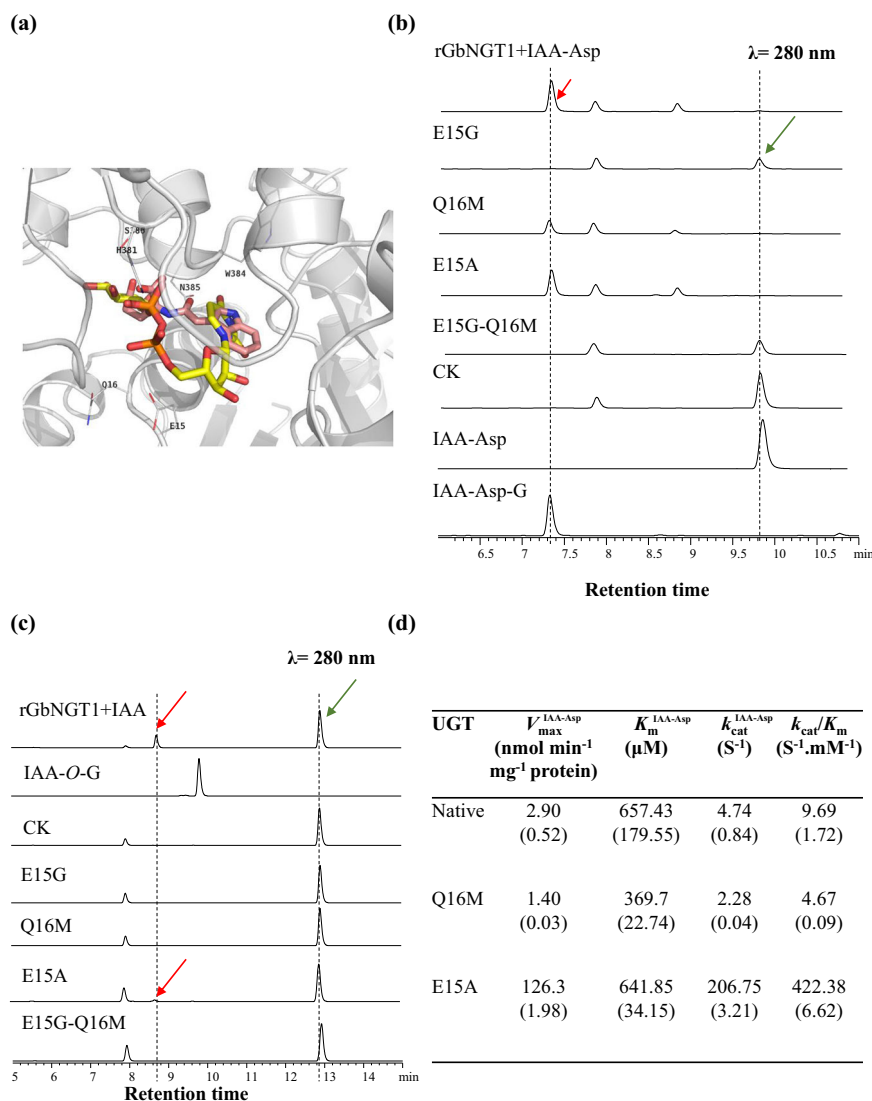 (a)
S380
H381
W384
N385
Q16
E15
(b)
rGbNGT1+IAA-Asp
λ= 280 nm
E15G
Q16M
E15A
E15G-Q16M
CK
IAA-Asp
IAA-Asp-G
6.5 7 7.5 8 8.5 9 9.5 10 10.5 min
Retention time
(c)
λ= 280 nm
rGbNGT1+IAA
IAA-O-G
CK
E15G
Q16M
E15A
E15G-Q16M
5 6 7 8 9 10 11 12 13 14 min
Retention time
(d)
UGT Vmax^IAA-Asp Km^IAA-Asp kcat^IAA-Asp kcat/Km
(nmol min⁻¹ (μM) (S⁻¹) (S⁻¹.mM⁻¹)
mg⁻¹ protein)
Native 2.90 657.43 4.74 9.69
(0.52) (179.55) (0.84) (1.72)
Q16M 1.40 369.7 2.28 4.67
(0.03) (22.74) (0.04) (0.09)
E15A 126.3 641.85 206.75 422.38
(1.98) (34.15) (3.21) (6.62)